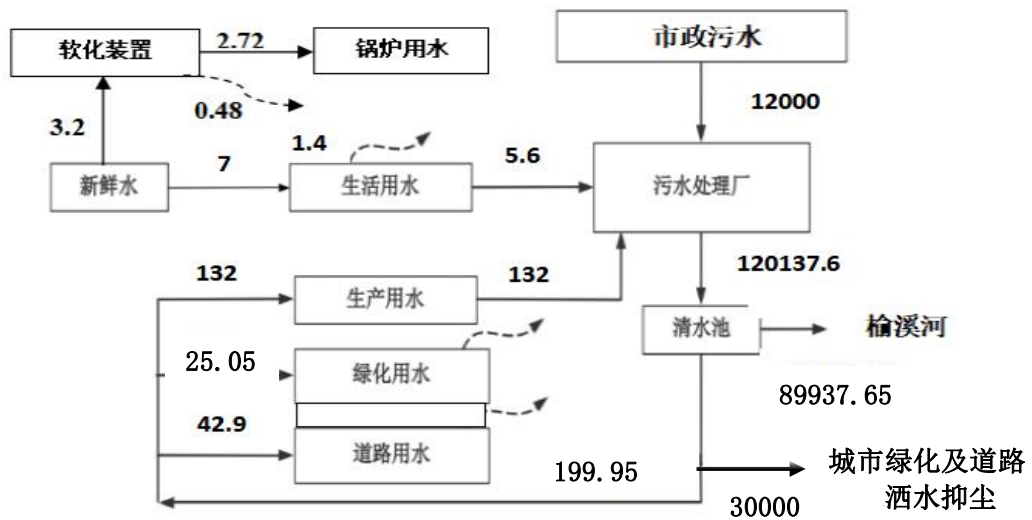 软化装置
2.72
锅炉用水
市政污水
0.48
12000
3.2
1.4
7
5.6
新鲜水
生活用水
污水处理厂
120137.6
132
生产用水
132
清水池
榆溪河
25.05
绿化用水
89937.65
42.9
道路用水
199.95
城市绿化及道路
洒水抑尘
30000